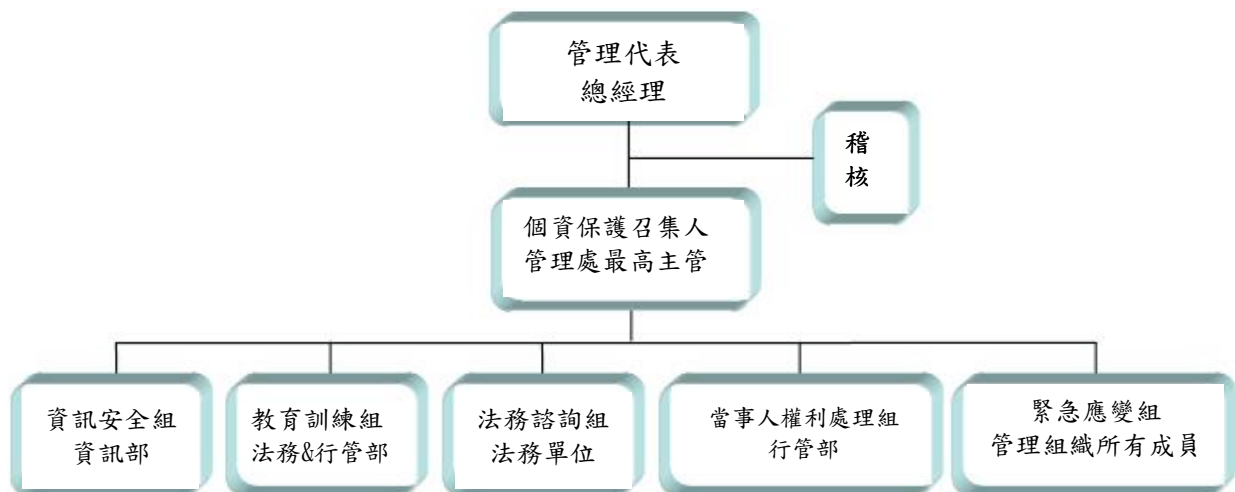 管理代表
總經理
稽
核
個資保護召集人
管理處最高主管
資訊安全組
資訊部
教育訓練組
法務&行管部
法務諮詢組
法務單位
當事人權利處理組
行管部
緊急應變組
管理組織所有成員